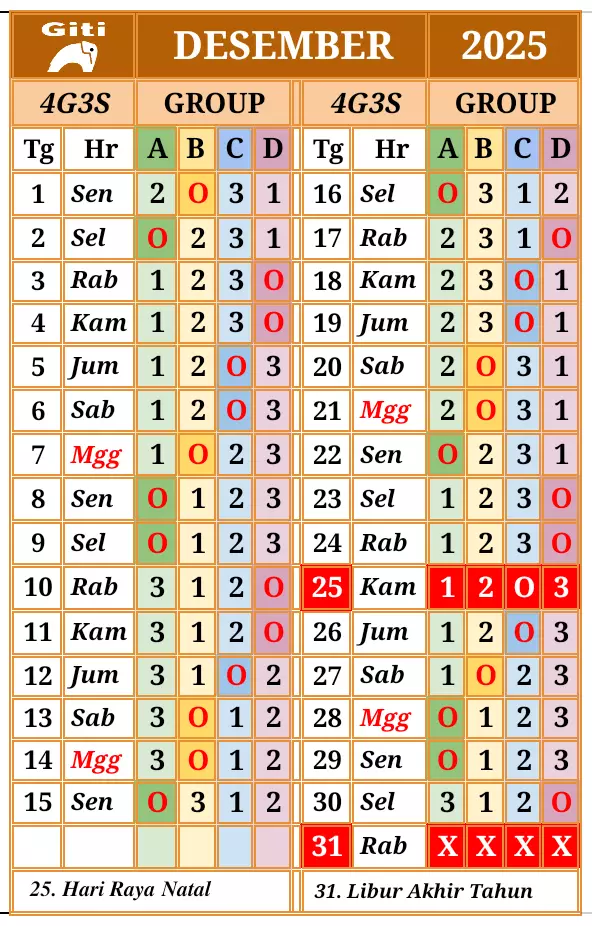 Giti DESEMBER 2025
4G3S GROUP 4G3S GROUP
Tg Hr A B C D Tg Hr A B C D
1 Sen 2 O 3 1 16 Sel O 3 1 2
2 Sel O 2 3 1 17 Rab 2 3 1 O
3 Rab 1 2 3 O 18 Kam 2 3 O 1
4 Kam 1 2 3 O 19 Jum 2 3 O 1
5 Jum 1 2 O 3 20 Sab 2 O 3 1
6 Sab 1 2 O 3 21 Mgg 2 O 3 1
7 Mgg 1 O 2 3 22 Sen O 2 3 1
8 Sen O 1 2 3 23 Sel 1 2 3 O
9 Sel O 1 2 3 24 Rab 1 2 3 O
10 Rab 3 1 2 O 25 Kam 1 2 O 3
11 Kam 3 1 2 O 26 Jum 1 2 O 3
12 Jum 3 1 O 2 27 Sab 1 O 2 3
13 Sab 3 O 1 2 28 Mgg O 1 2 3
14 Mgg 3 O 1 2 29 Sen O 1 2 3
15 Sen O 3 1 2 30 Sel 3 1 2 O
31 Rab X X X X
25. Hari Raya Natal 31. Libur Akhir Tahun